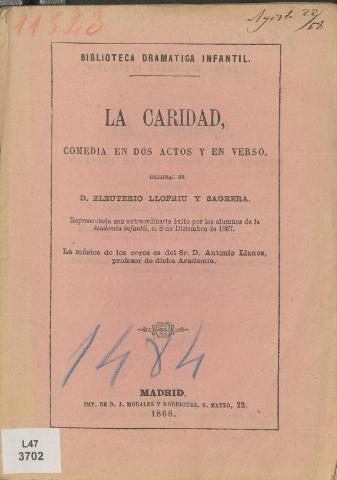 11523
Agosto 22/68
BIBLIOTECA DRAMATICA INFANTIL.
LA CARIDAD,
COMEDIA EN DOS ACTOS Y EN VERSO,
ORIGINAL DE
D. ELEUTERIO LLOFRIU Y SAGRERA.
Representada con extraordinario éxito por los alumnos de la
Academia infantil, el 8 de Diciembre de 1867.
La música de los coros es del Sr. D. Antonio Llanos,
profesor de dicha Academia.
1484
MADRID.
IMP. DE D. J. MORALES Y RODRIGUEZ, S. MATEO, 22.
1868.
L47
3702